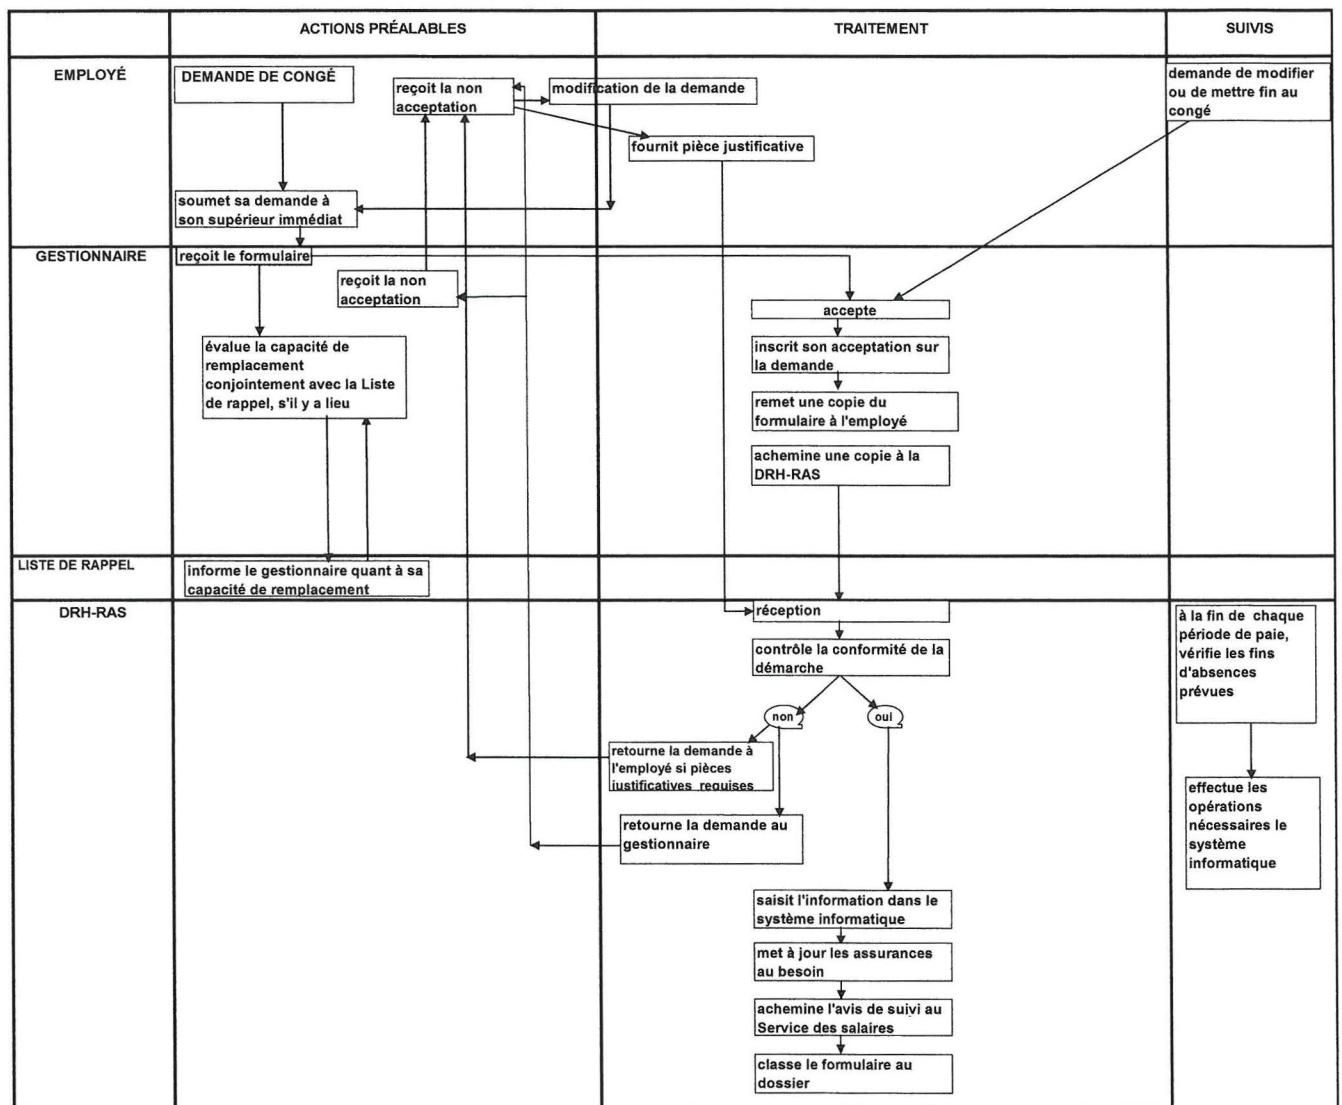 ACTIONS PRÉALABLES
TRAITEMENT
SUIVIS
EMPLOYÉ
DEMANDE DE CONGÉ
reçoit la non
acceptation
modification de la demande
fournit pièce justificative
demande de modifier
ou de mettre fin au
congé
soumet sa demande à
son supérieur immédiat
GESTIONNAIRE
reçoit le formulaire
reçoit la non
acceptation
accepte
évalue la capacité de
remplacement
conjointement avec la Liste
de rappel, s'il y a lieu
inscrit son acceptation sur
la demande
remet une copie du
formulaire à l'employé
achemine une copie à la
DRH-RAS
LISTE DE RAPPEL
informe le gestionnaire quant à sa
capacité de remplacement
DRH-RAS
réception
contrôle la conformité de la
démarche
non
oui
retourne la demande à
l'employé si pièces
justificatives requises
retourne la demande au
gestionnaire
saisit l'information dans le
système informatique
met à jour les assurances
au besoin
achemine l'avis de suivi au
Service des salaires
classe le formulaire au
dossier
à la fin de chaque
période de paie,
vérifie les fins
d'absences
prévues
effectue les
opérations
nécessaires le
système
informatique